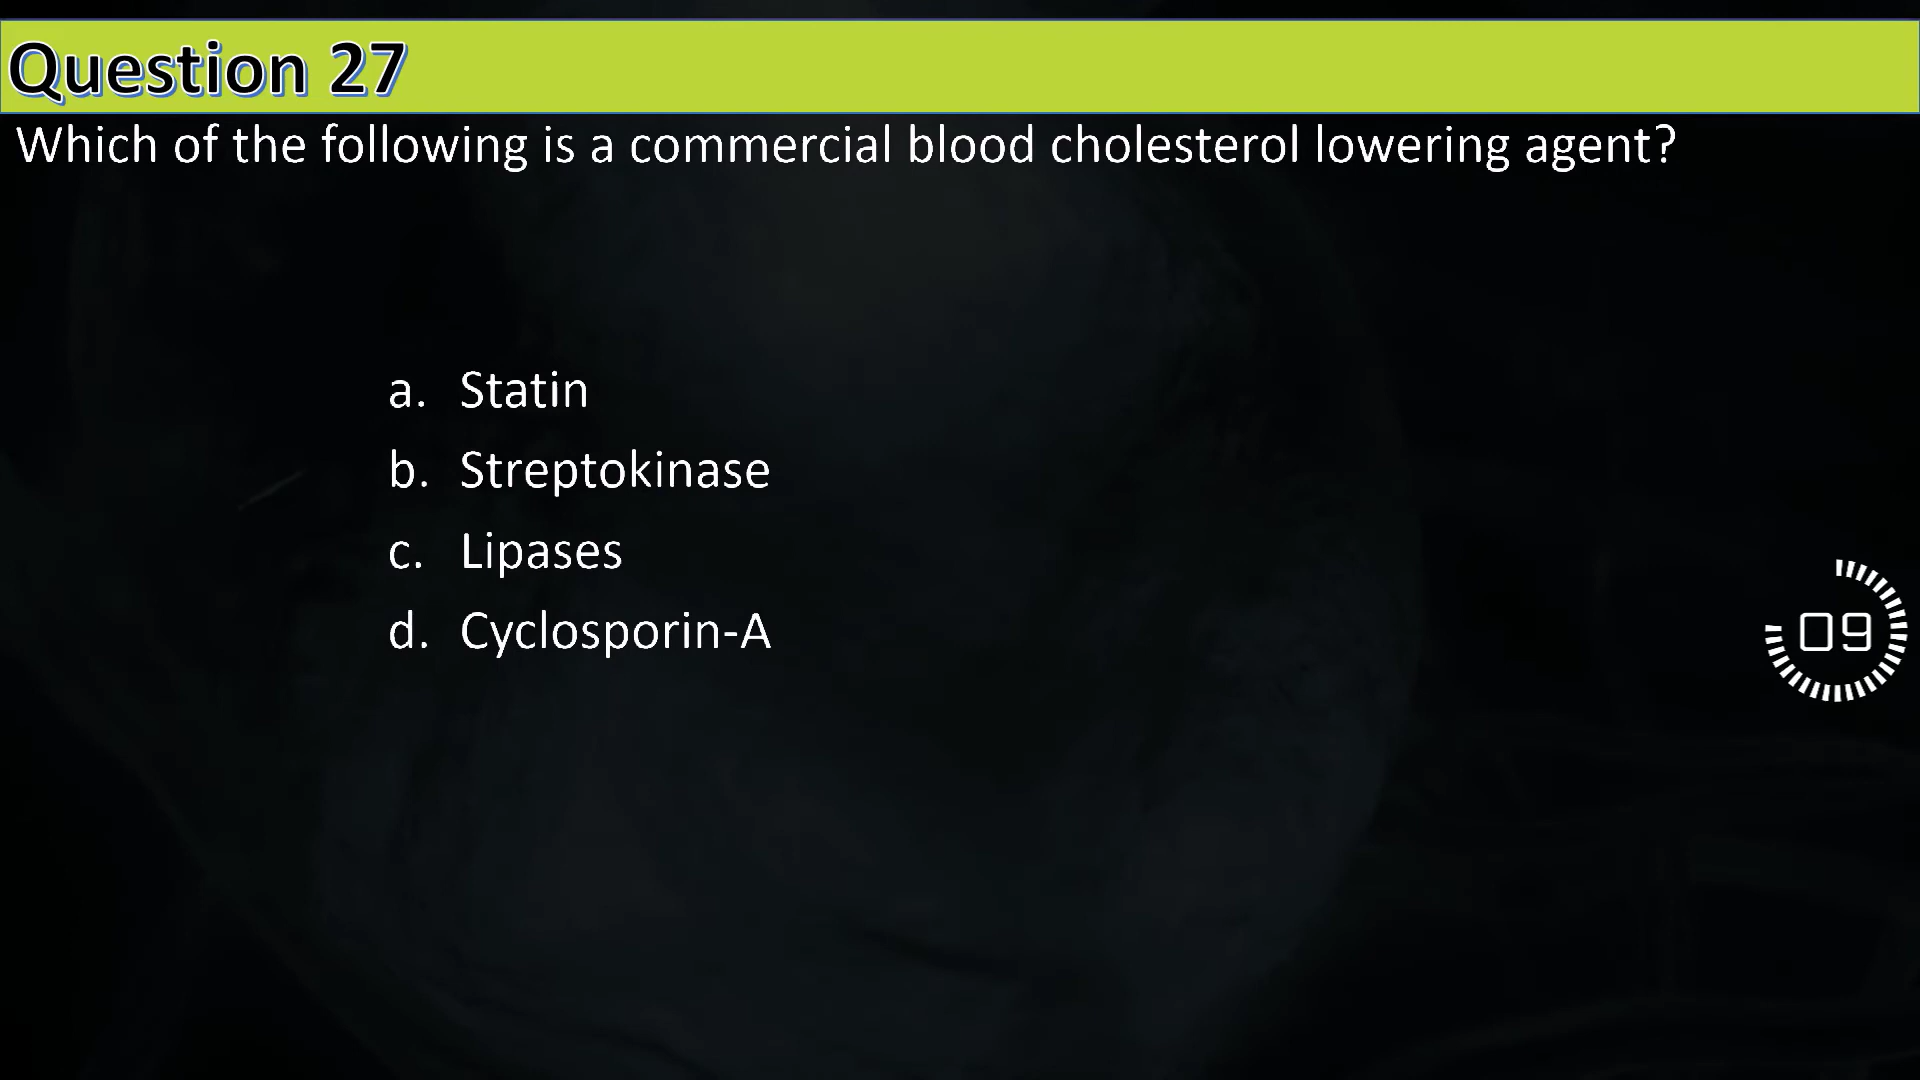 Question 27
Which of the following is a commercial blood cholesterol lowering agent?
a. Statin
b. Streptokinase
c. Lipases
d. Cyclosporin-A
09